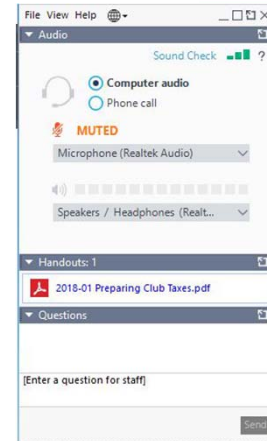 File View Help
Audio
Sound Check ?
Computer audio
Phone call
MUTED
Microphone (Realtek Audio)
Speakers / Headphones (Realt...
Handouts: 1
2018-01 Preparing Club Taxes.pdf
Questions
[Enter a question for staff]
Send